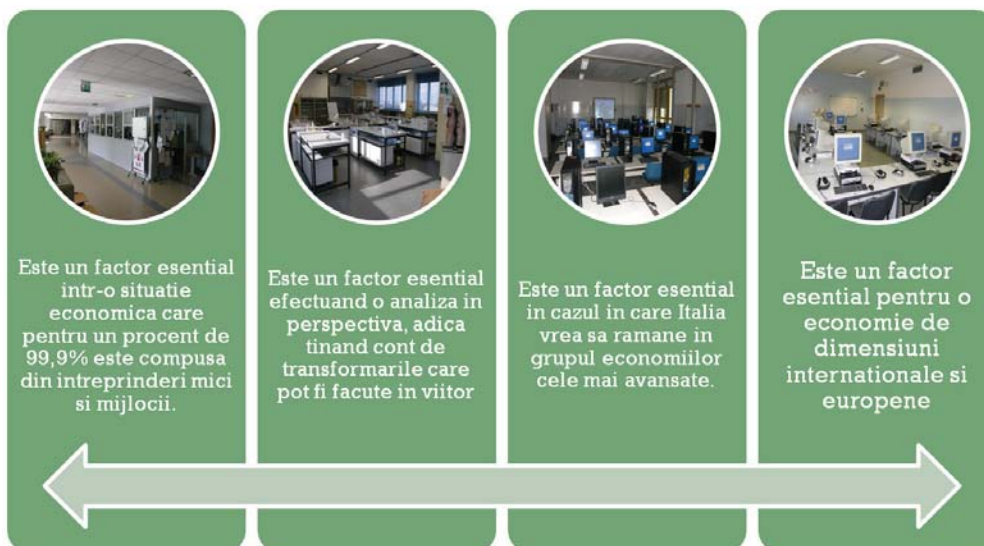 Este un factor esential
intr-o situatie
economica care
pentru un procent de
99,9% este compusa
din intreprinderi mici
si mijlocii.
Este un factor esential
efectuand o analiza in
perspectiva, adica
tinand cont de
transformarile care
pot fi facute in viitor
Este un factor esential
in cazul in care Italia
vrea sa ramane in
grupul economiilor
cele mai avansate.
Este un factor
esential pentru o
economie de
dimensiuni
internationale si
europene